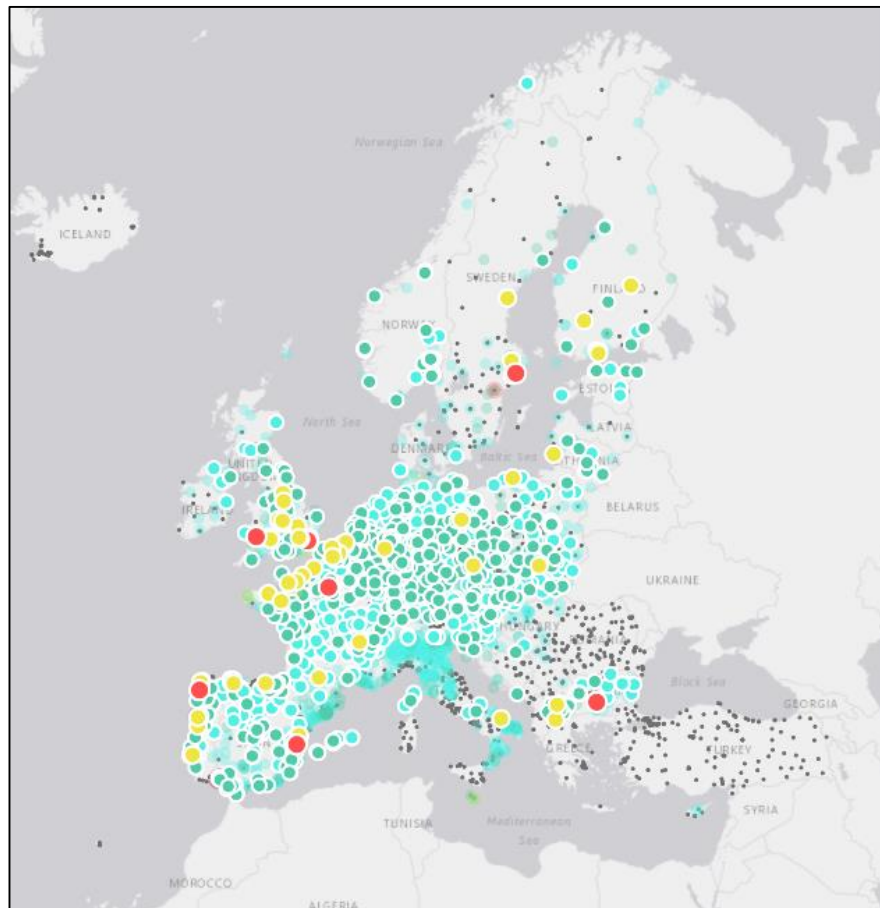 Norwegian Sea
ICELAND
SWEDEN
NORWAY
North Sea
DENMARK
Baltic Sea
LATVIA
UNITED
IRELAND
BELARUS
UKRAINE
HUNGARY
ROMANIA
Black Sea
GEORGIA
GREECE
TURKEY
SYRIA
TUNISIA
Mediterranean
Sea
MOROCCO
ALGERIA